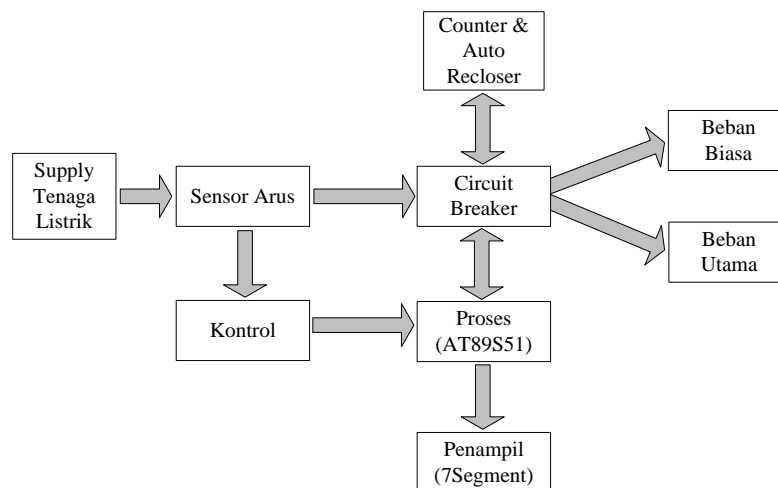 Counter &
Auto
Recloser
Beban
Biasa
Supply
Tenaga
Listrik
Sensor Arus
Circuit
Breaker
Beban
Utama
Kontrol
Proses
(AT89S51)
Penampil
(7Segment)